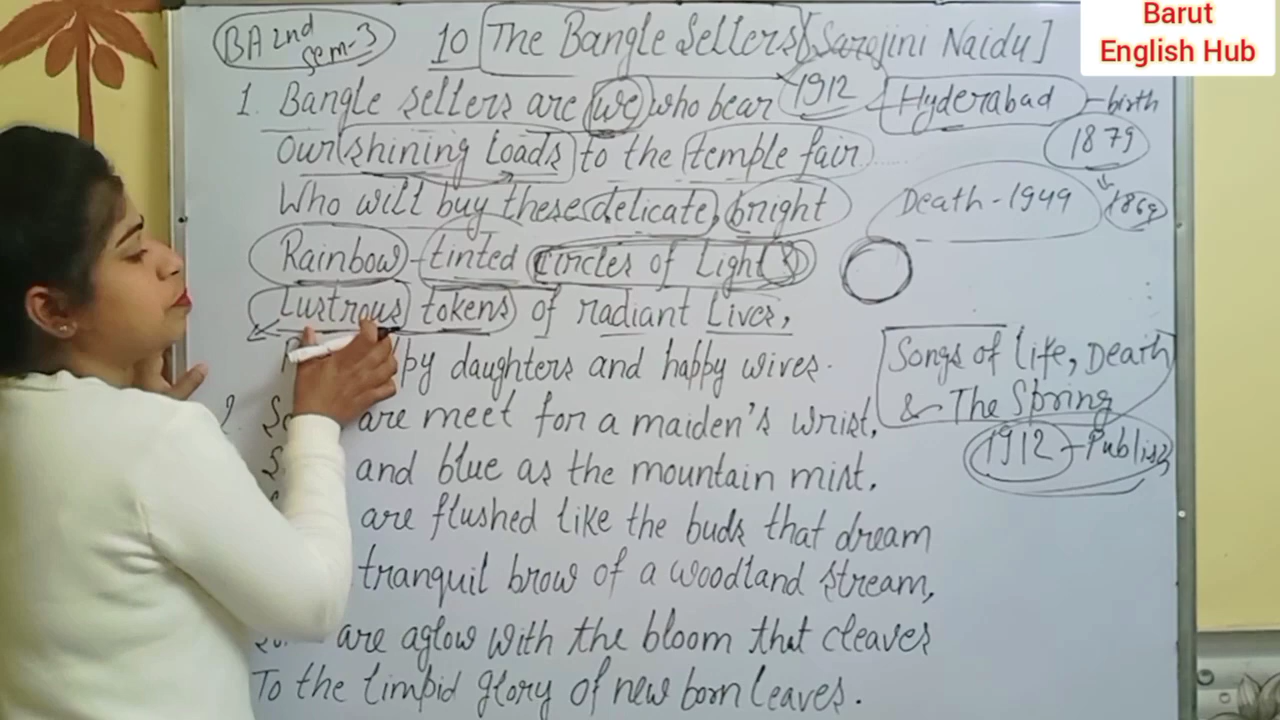 Barut
English Hub
BA 2nd
sem-3
10 The Bangle Sellers [Sarojini Naidu]
1. Bangle sellers are we who bear
1912
Hyderabad - birth
1879
our shining loads to the temple fair
Who will buy these delicate, bright
Death - 1949
1869
Rainbow-tinted circles of Light?
Lustrous tokens of radiant Lives,
daughters and happy wives.
Songs of life, Death
& The Spring
1912 - Publish
2. are meet for a maiden's wrist,
and blue as the mountain mist.
are flushed like the buds that dream
tranquil brow of a woodland stream,
are aglow with the bloom that cleaves
To the limpid glory of new born leaves.